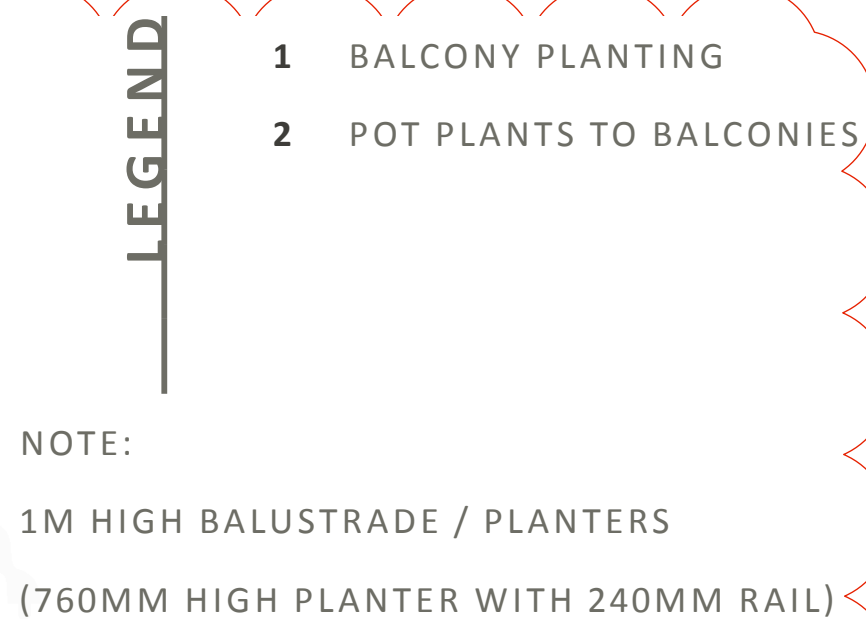 LEGEND
1 BALCONY PLANTING
2 POT PLANTS TO BALCONIES
NOTE:
1M HIGH BALUSTRADE / PLANTERS
(760MM HIGH PLANTER WITH 240MM RAIL)